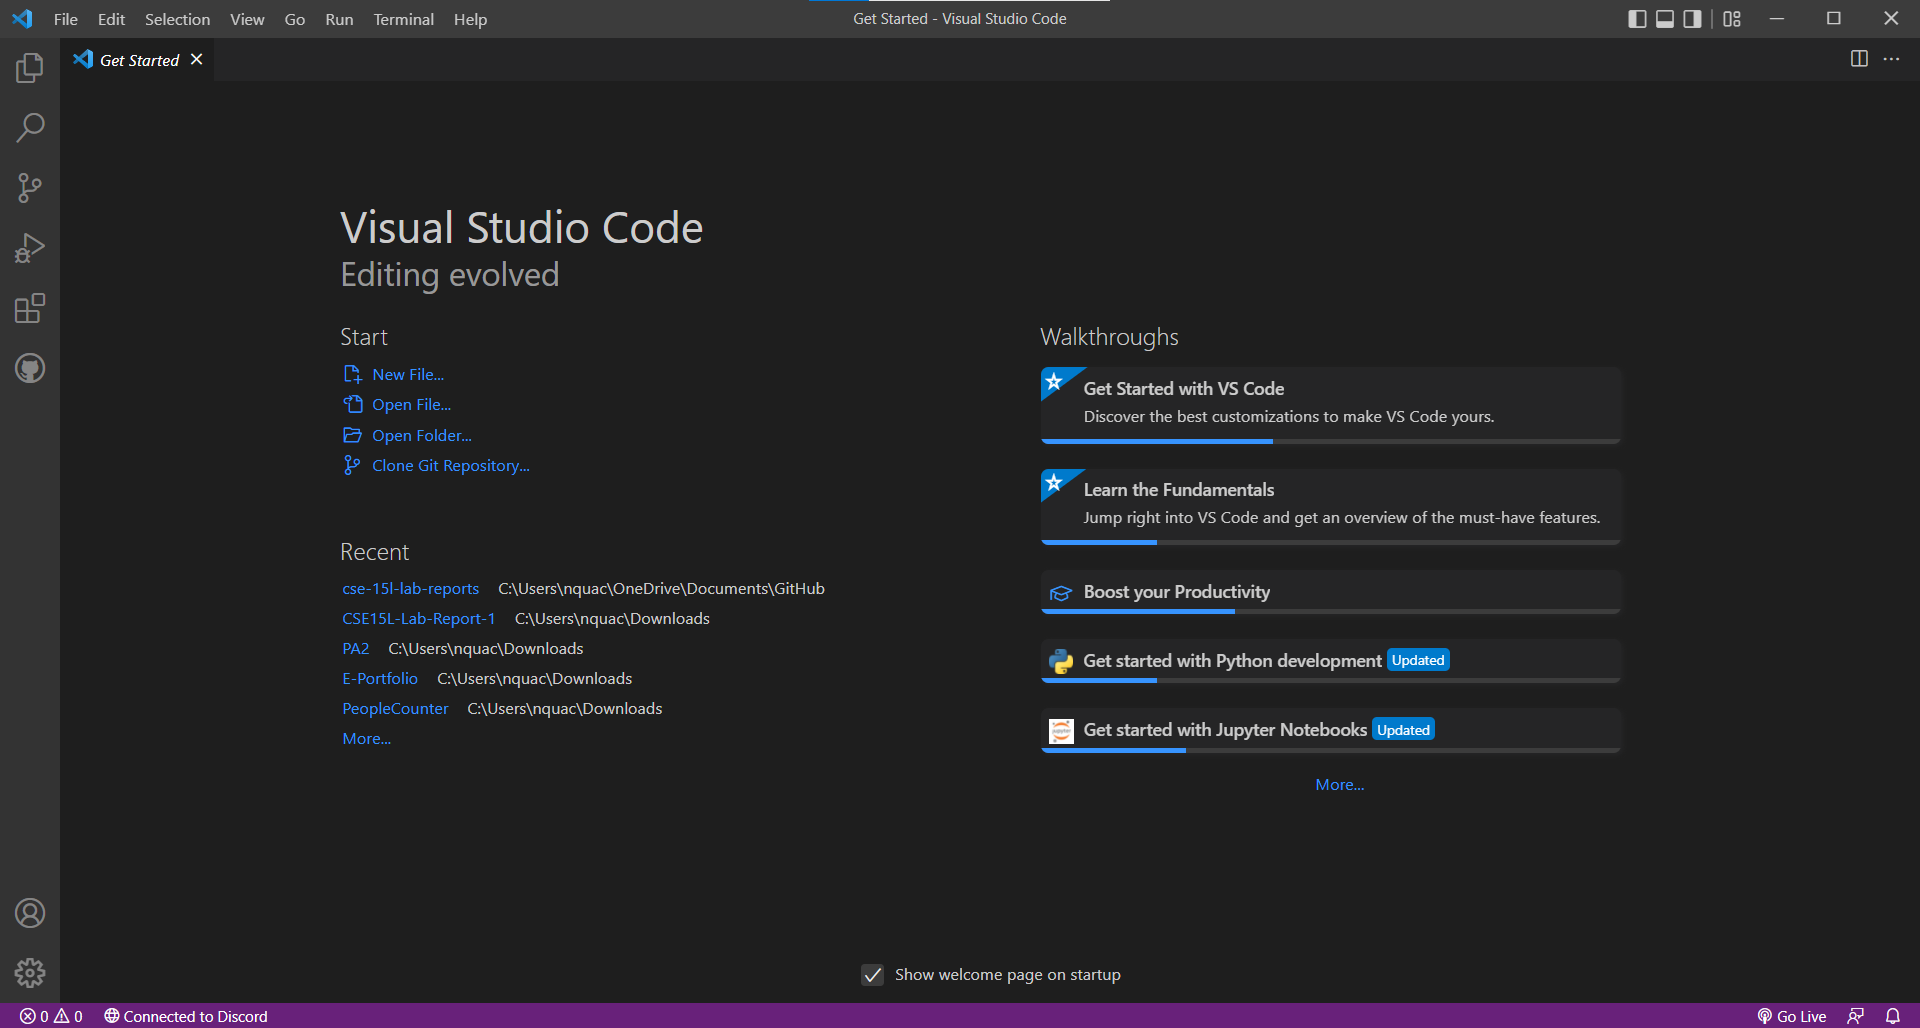 File Edit Selection View Go Run Terminal Help
Get Started - Visual Studio Code
Get Started
Visual Studio Code
Editing evolved
Start
New File...
Open File...
Open Folder...
Clone Git Repository...
Recent
cse-15l-lab-reports C:\Users\nquac\OneDrive\Documents\GitHub
CSE15L-Lab-Report-1 C:\Users\nquac\Downloads
PA2 C:\Users\nquac\Downloads
E-Portfolio C:\Users\nquac\Downloads
PeopleCounter C:\Users\nquac\Downloads
More...
Walkthroughs
Get Started with VS Code
Discover the best customizations to make VS Code yours.
Learn the Fundamentals
Jump right into VS Code and get an overview of the must-have features.
Boost your Productivity
Get started with Python development Updated
jupyter
Get started with Jupyter Notebooks Updated
More...
Show welcome page on startup
0 0 Connected to Discord
Go Live